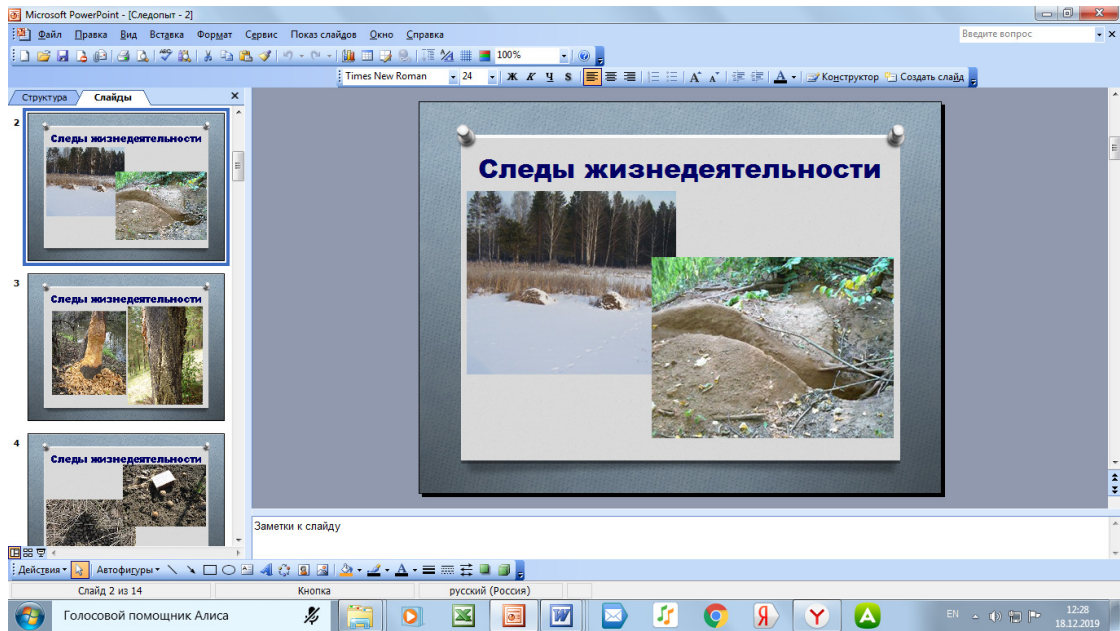 Microsoft PowerPoint - [Следопыт - 2]
Файл Правка Вид Вставка Формат Сервис Показ слайдов Окно Справка
Введите вопрос
100%
Times New Roman 24 Ж К Ч S Конструктор Создать слайд
Структура Слайды
2
Следы жизнедеятельности
3
Следы жизнедеятельности
4
Следы жизнедеятельности
Следы жизнедеятельности
Заметки к слайду
Действия Автофигуры
Слайд 2 из 14 Кнопка русский (Россия)
Голосовой помощник Алиса
EN 12:28
18.12.2019